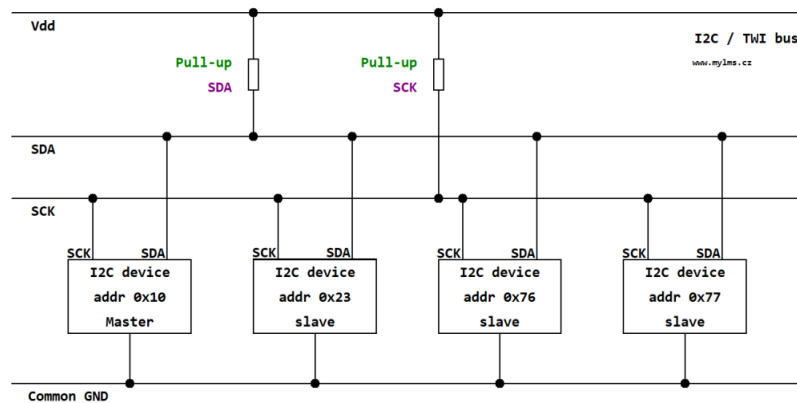 Vdd
I2C / TWI bus
www.mylms.cz
Pull-up
SDA
Pull-up
SCK
SDA
SCK
SCK SDA
I2C device
addr 0x10
Master
SCK SDA
I2C device
addr 0x23
slave
SCK SDA
I2C device
addr 0x76
slave
SCK SDA
I2C device
addr 0x77
slave
Common GND